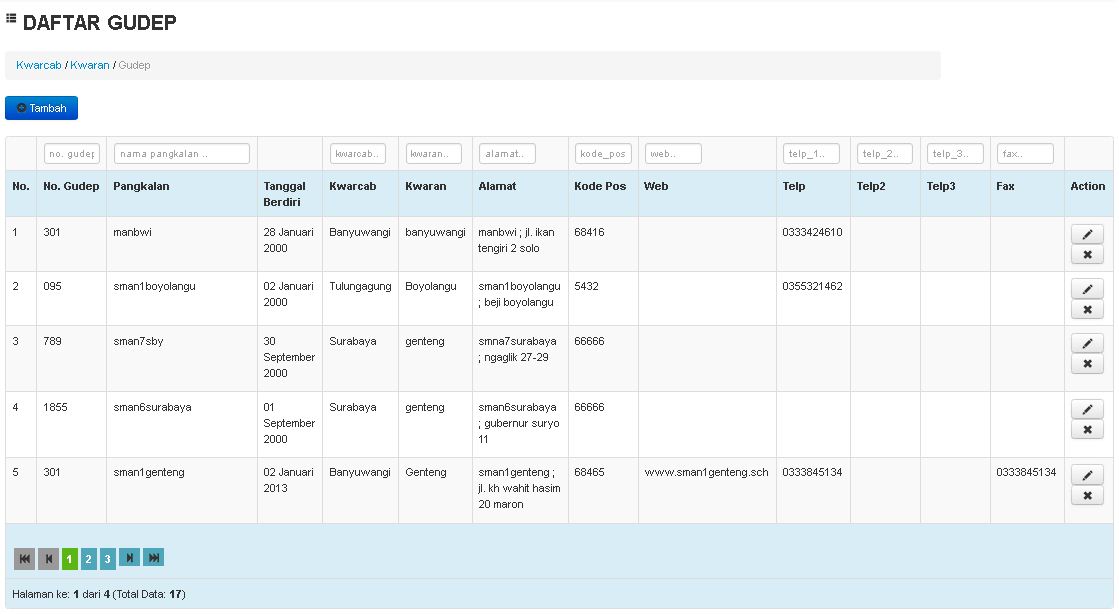 DAFTAR GUDEP
Kwarcab / Kwaran / Gudep
Tambah
no. gudep nama pangkalan .. kwarcab.. kwaran.. alamat.. kode_pos web.. telp_1.. telp_2.. telp_3.. fax..
No. No. Gudep Pangkalan Tanggal Berdiri Kwarcab Kwaran Alamat Kode Pos Web Telp Telp2 Telp3 Fax Action
1 301 manbwi 28 Januari Banyuwangi banyuwangi manbwi ; jl. ikan 68416 0333424610
2000 tengiri 2 solo
2 095 sman1boyolangu 02 Januari Tulungagung Boyolangu sman1boyolangu 5432 0355321462
2000 ; beji boyolangu
3 789 sman7sby 30 Surabaya genteng smna7surabaya 66666
September ; ngaglik 27-29
2000
4 1855 sman6surabaya 01 Surabaya genteng sman6surabaya 66666
September ; gubernur suryo
2000 11
5 301 sman1genteng 02 Januari Banyuwangi Genteng sman1genteng ; 68465 www.sman1genteng.sch 0333845134 0333845134
2013 jl. kh wahit hasim
20 maron
1 2 3
Halaman ke: 1 dari 4 (Total Data: 17)